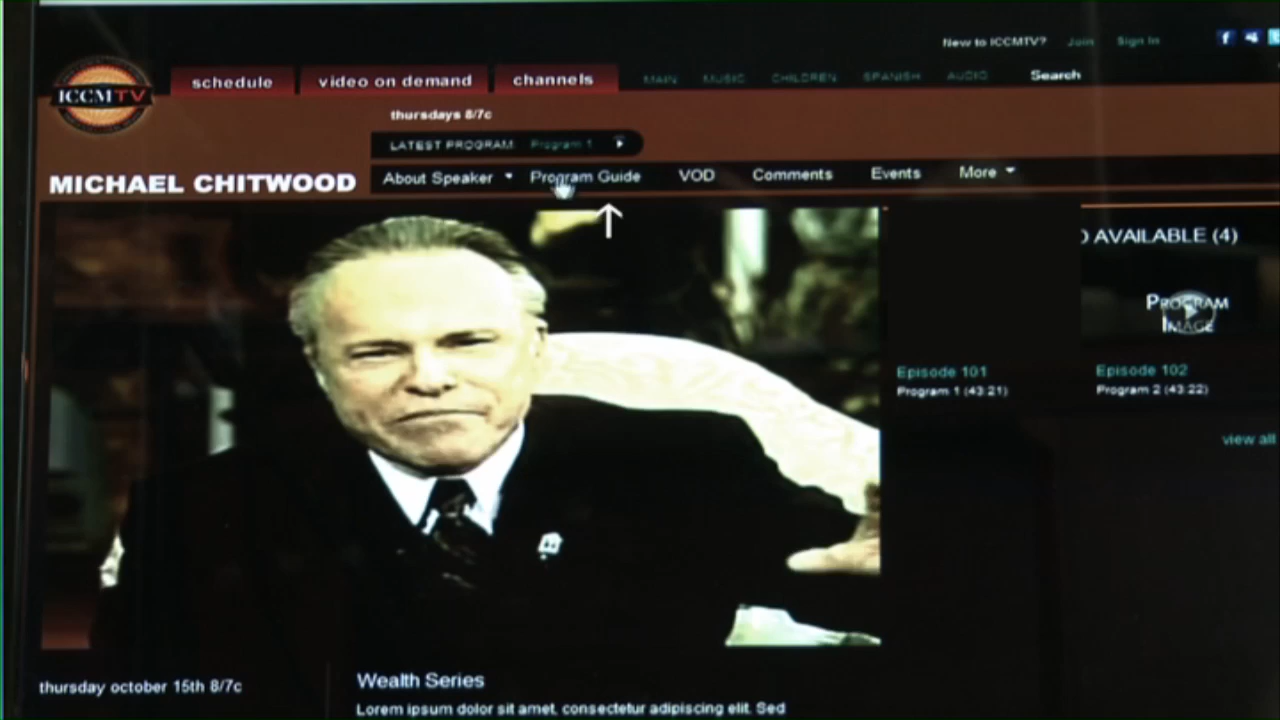 New to ICCMTV? Join Sign In
ICCMTV
schedule video on demand channels MAIN MUSIC CHILDREN SPANISH AUDIO Search
thursdays 8/7c
LATEST PROGRAM Program 1
MICHAEL CHITWOOD
About Speaker Program Guide VOD Comments Events More
AVAILABLE (4)
PROGRAM
IMAGE
Episode 101 Episode 102
Program 1 (43:21) Program 2 (43:22)
view all
thursday october 15th 8/7c
Wealth Series
Lorem ipsum dolor sit amet, consectetur adipiscing elit. Sed